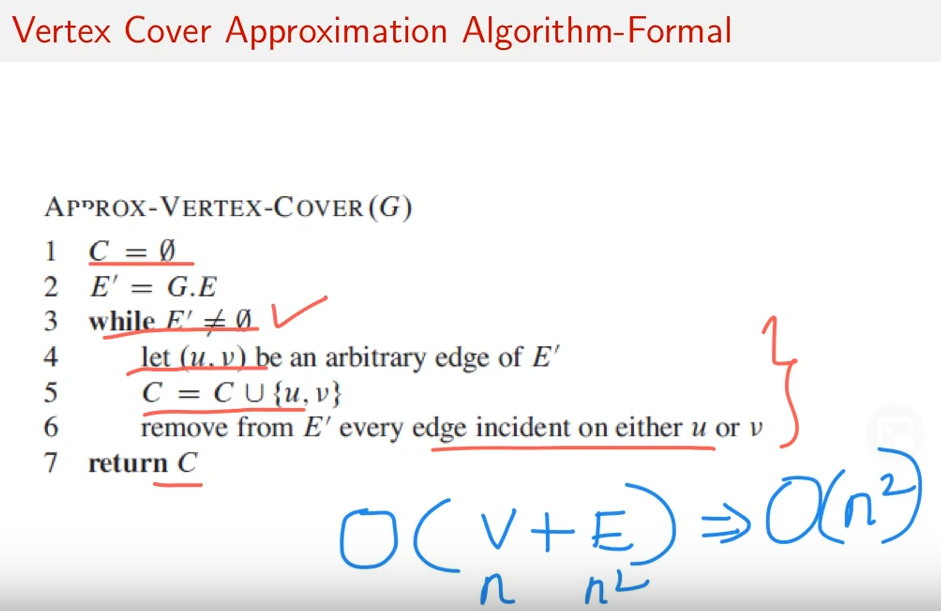 Vertex Cover Approximation Algorithm-Formal
APPROX-VERTEX-COVER(G)
1 C = ∅
2 E′ = G.E
3 while E′ ≠ ∅
4 let (u, v) be an arbitrary edge of E′
5 C = C ∪ {u, v}
6 remove from E′ every edge incident on either u or v
7 return C
O(V+E) ⇒ O(n²)
n n²